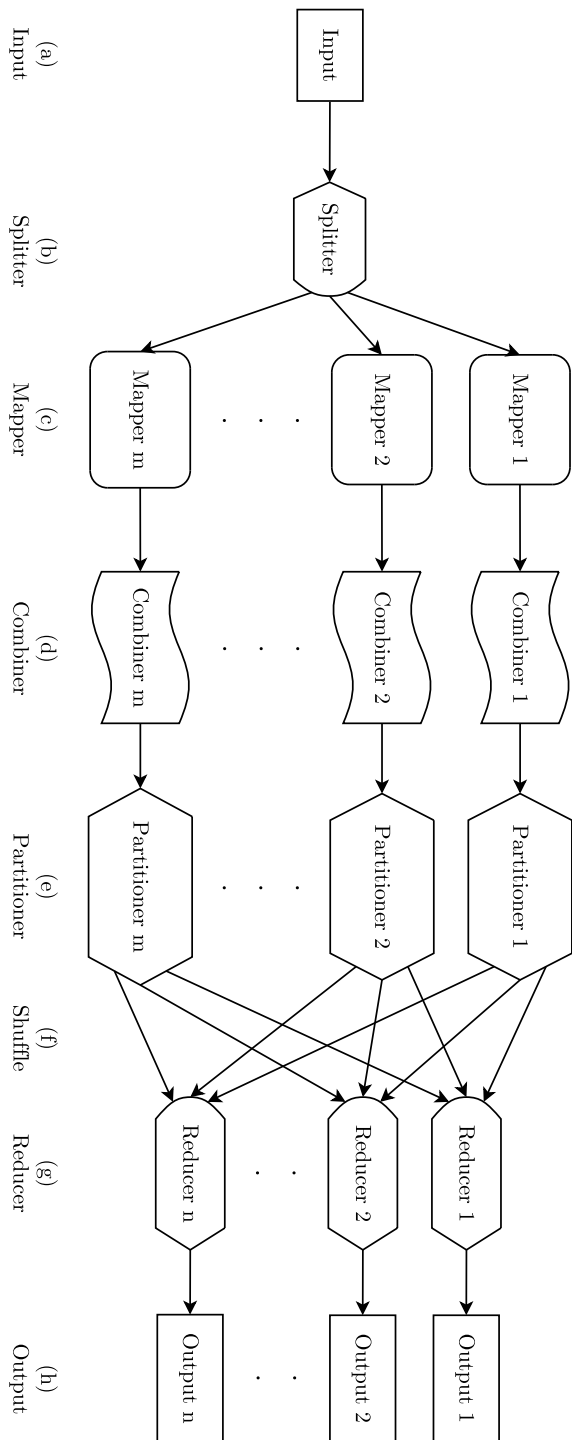 Input
Splitter
Mapper 1
Mapper 2
. . .
Mapper m
Combiner 1
Combiner 2
. . .
Combiner m
Partitioner 1
Partitioner 2
. . .
Partitioner m
Reducer 1
Reducer 2
. .
Reducer n
Output 1
Output 2
. .
Output n
(a)
Input
(b)
Splitter
(c)
Mapper
(d)
Combiner
(e)
Partitioner
(f)
Shuffle
(g)
Reducer
(h)
Output